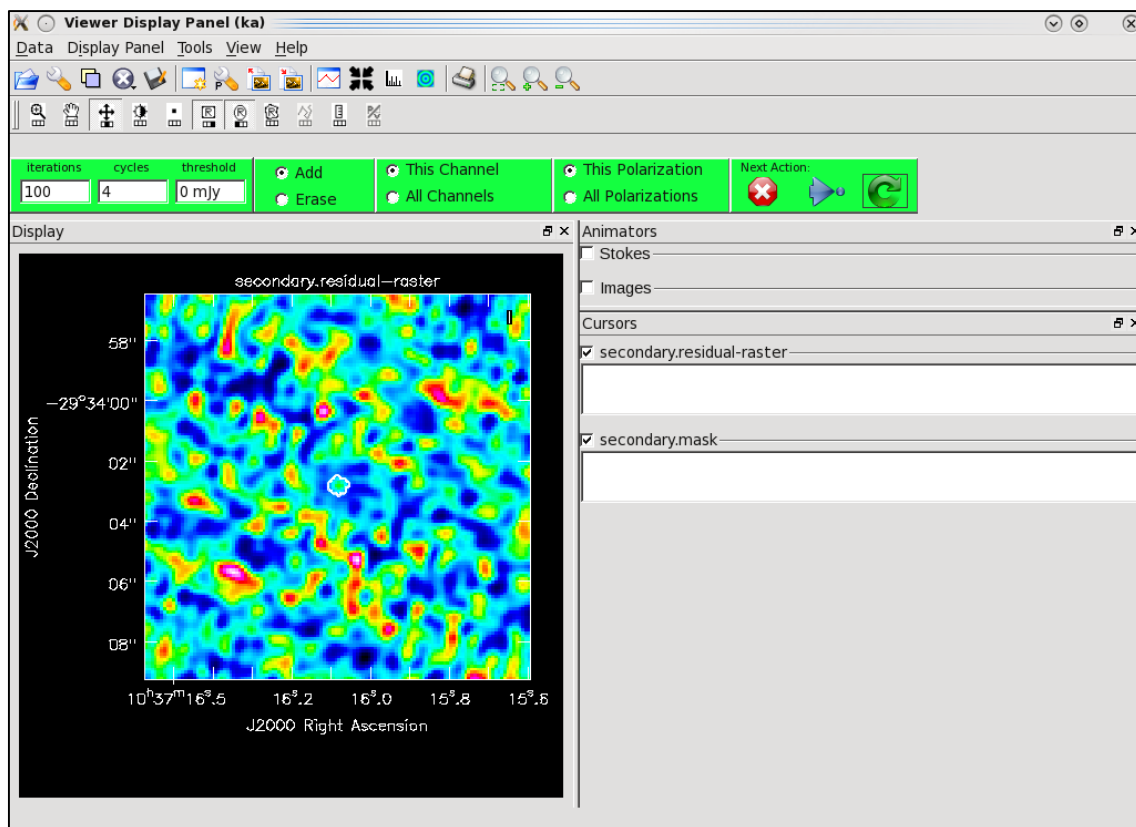 Viewer Display Panel (ka)
Data Display Panel Tools View Help
iterations cycles threshold
100 4 0 mJy
Add
Erase
This Channel
All Channels
This Polarization
All Polarizations
Next Action:
Display
secondary.residual-raster
I
58"
-29°34'00"
02"
04"
06"
08"
J2000 Declination
10ʰ37ᵐ16ˢ.5 16ˢ.2 16ˢ.0 15ˢ.8 15ˢ.6
J2000 Right Ascension
Animators
Stokes
Images
Cursors
secondary.residual-raster
secondary.mask